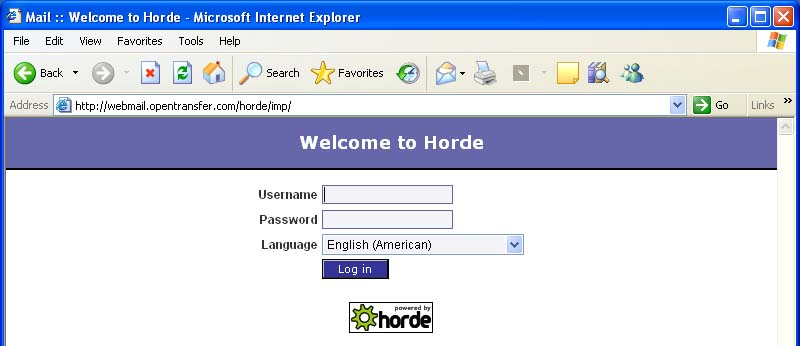 Mail :: Welcome to Horde - Microsoft Internet Explorer
File Edit View Favorites Tools Help
Back Search Favorites
Address http://webmail.opentransfer.com/horde/imp/ Go Links »
Welcome to Horde
Username
Password
Language English (American)
Log in
powered by
horde